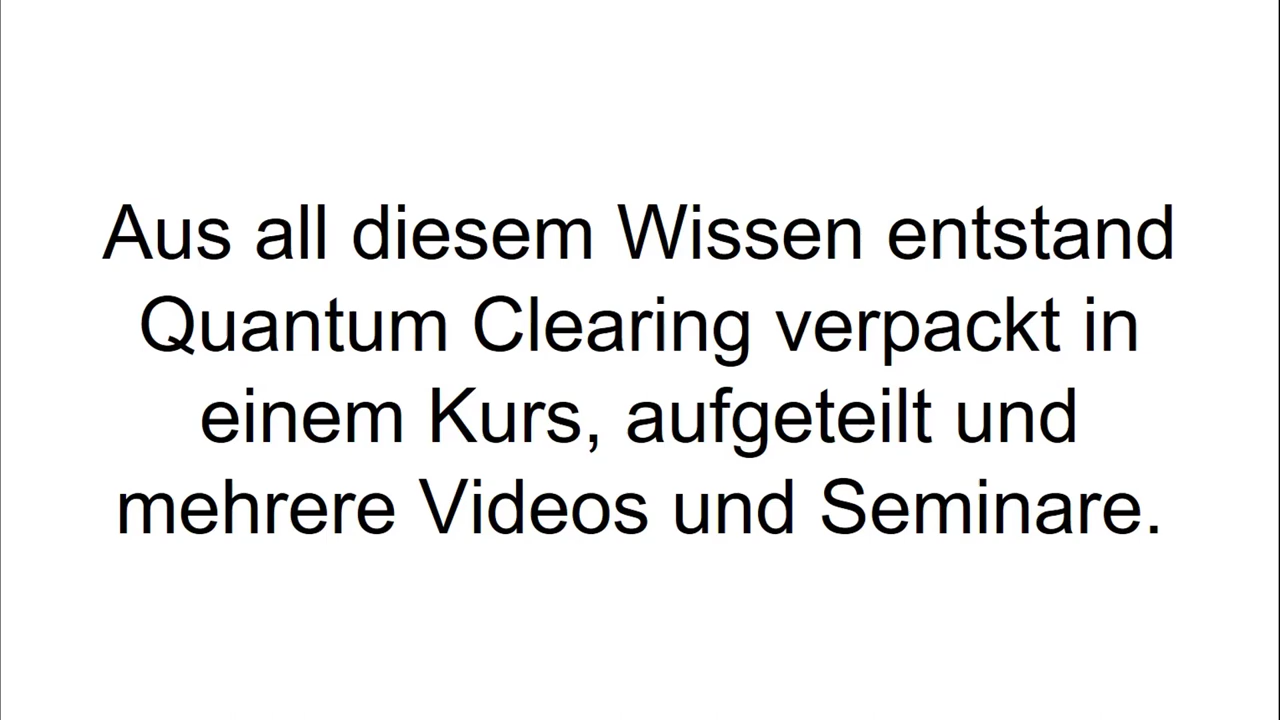 Aus all diesem Wissen entstand
Quantum Clearing verpackt in
einem Kurs, aufgeteilt und
mehrere Videos und Seminare.